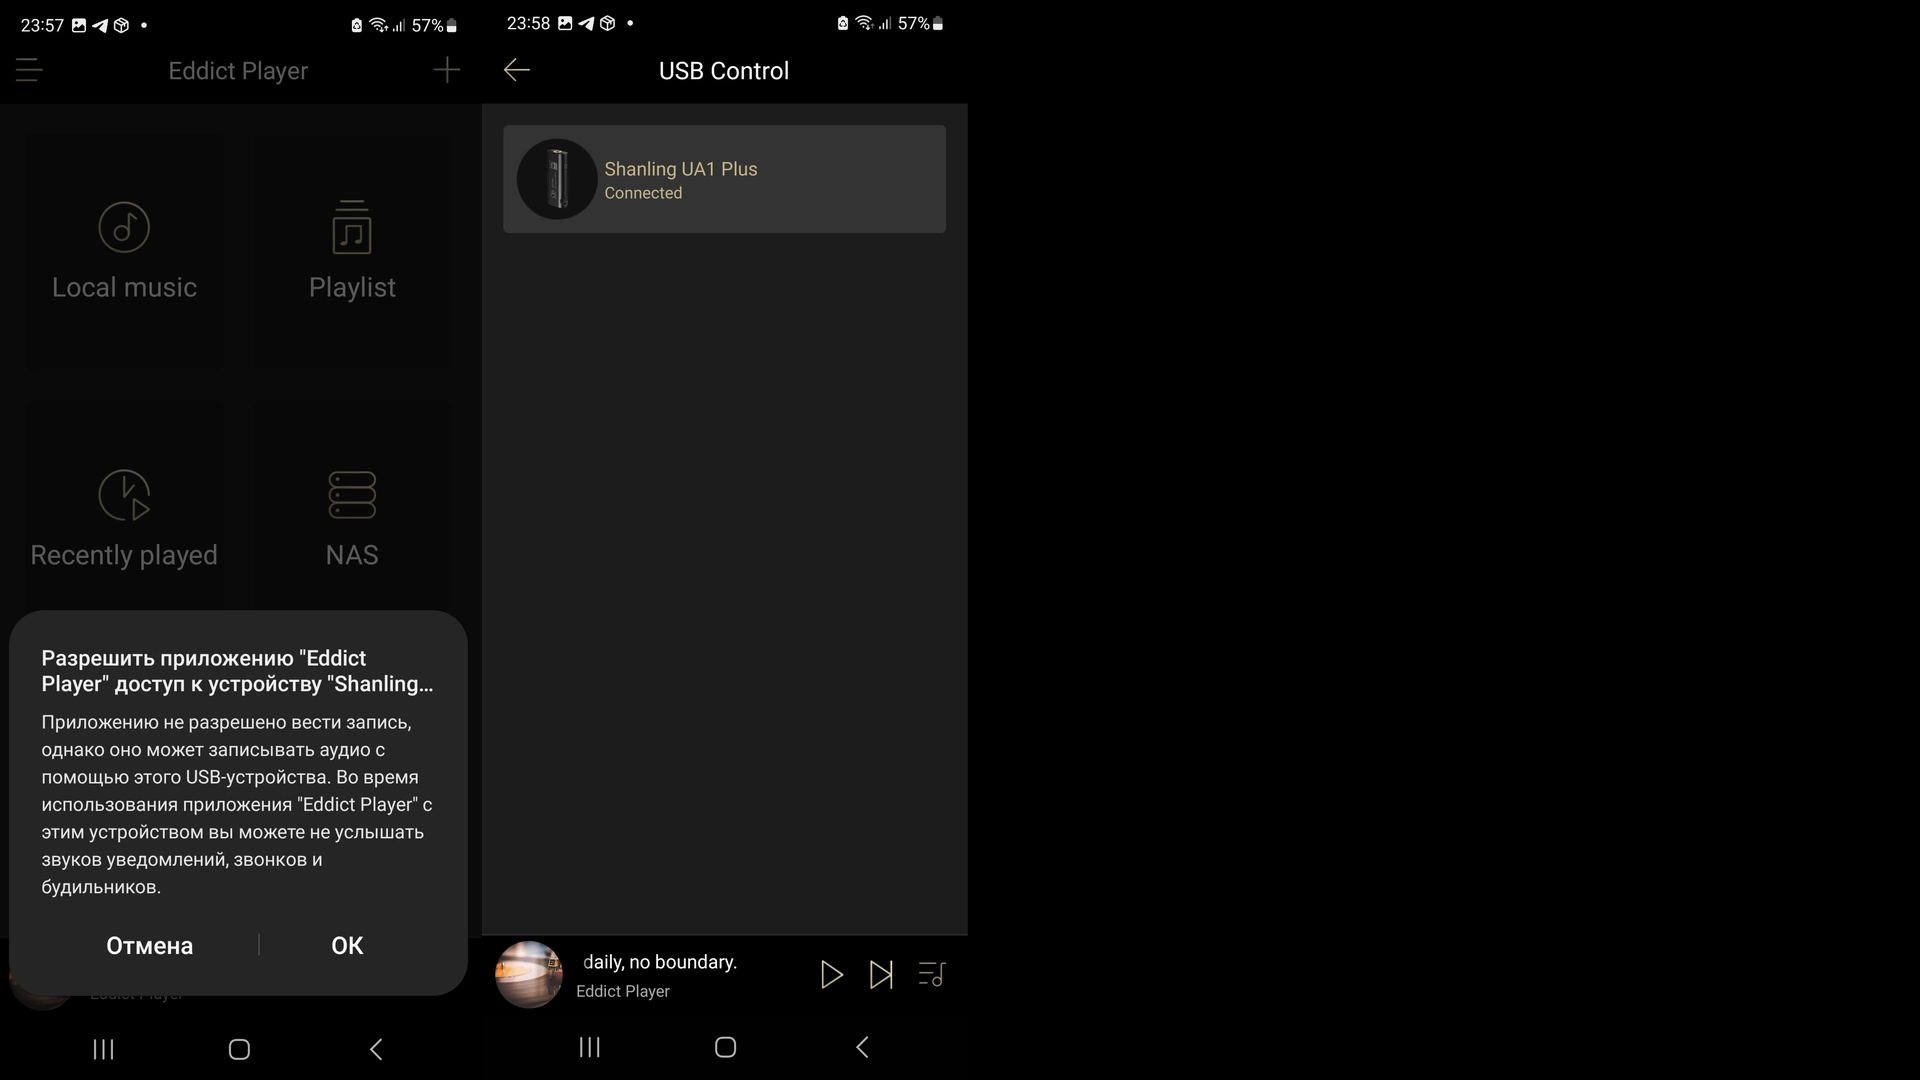 23:57
57%
Eddict Player
Local music
Playlist
Recently played
NAS
Разрешить приложению "Eddict
Player" доступ к устройству "Shanling...
Приложению не разрешено вести запись,
однако оно может записывать аудио с
помощью этого USB-устройства. Во время
использования приложения "Eddict Player" с
этим устройством вы можете не услышать
звуков уведомлений, звонков и
будильников.
Отмена
ОК
Eddict Player
23:58
57%
USB Control
Shanling UA1 Plus
Connected
daily, no boundary.
Eddict Player